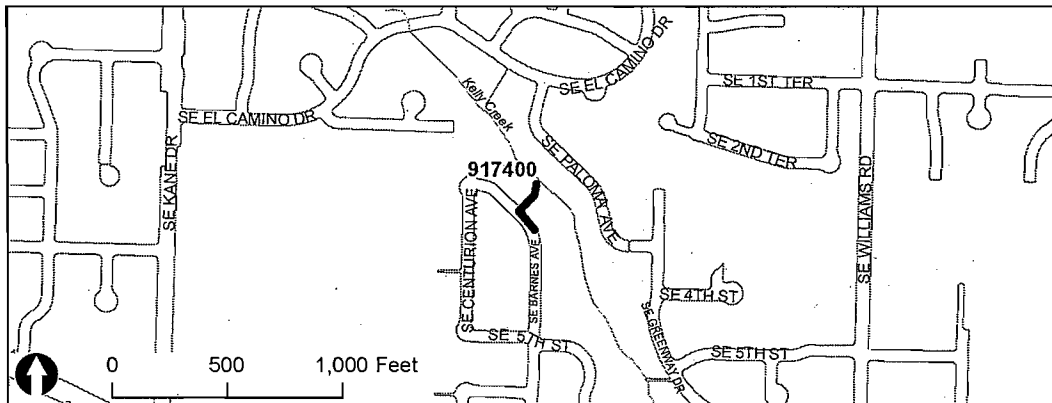 SE EL CAMINO DR
SE 1ST TER
Kelly Creek
SE EL CAMINO DR
SE 2ND TER
SE KANE DR
SE PALOMA AVE
917400
SE WILLIAMS RD
SE CENTURION AVE
SE BARNES AVE
SE 4TH ST
SE GREENWAY DR
SE 5TH ST
SE 5TH ST
0 500 1,000 Feet